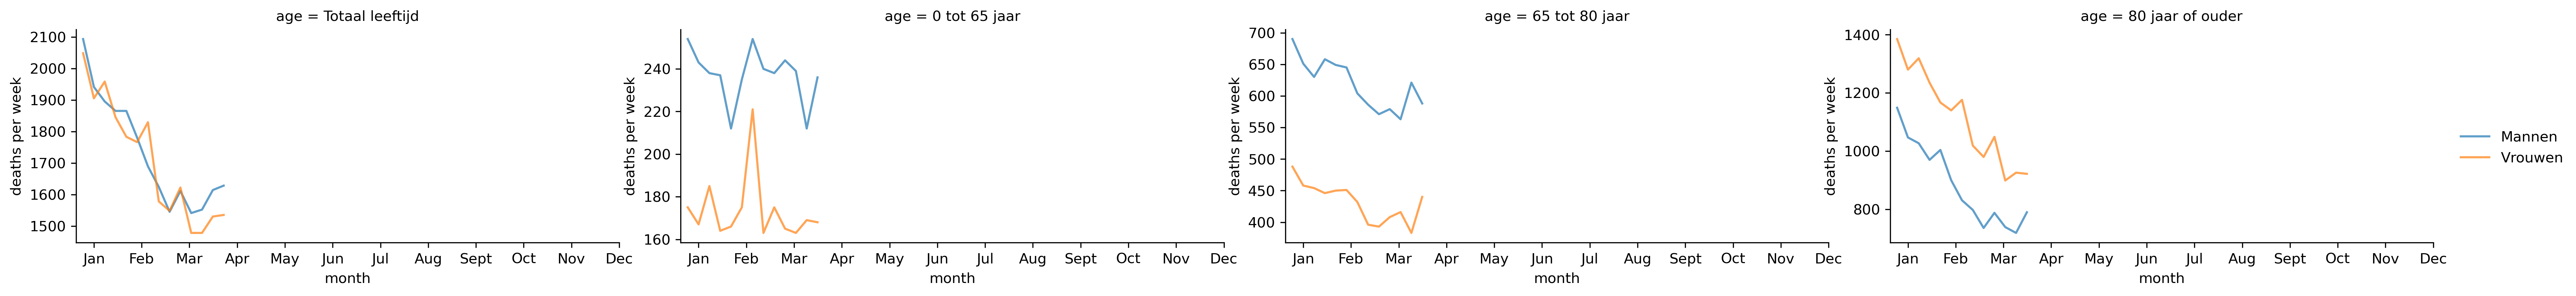 age = Totaal leeftijd
deaths per week
2100
2000
1900
1800
1700
1600
1500
Jan Feb Mar Apr May Jun Jul Aug Sept Oct Nov Dec
month
age = 0 tot 65 jaar
deaths per week
240
220
200
180
160
Jan Feb Mar Apr May Jun Jul Aug Sept Oct Nov Dec
month
age = 65 tot 80 jaar
deaths per week
700
650
600
550
500
450
400
Jan Feb Mar Apr May Jun Jul Aug Sept Oct Nov Dec
month
age = 80 jaar of ouder
deaths per week
1400
1200
1000
800
Jan Feb Mar Apr May Jun Jul Aug Sept Oct Nov Dec
month
Mannen
Vrouwen